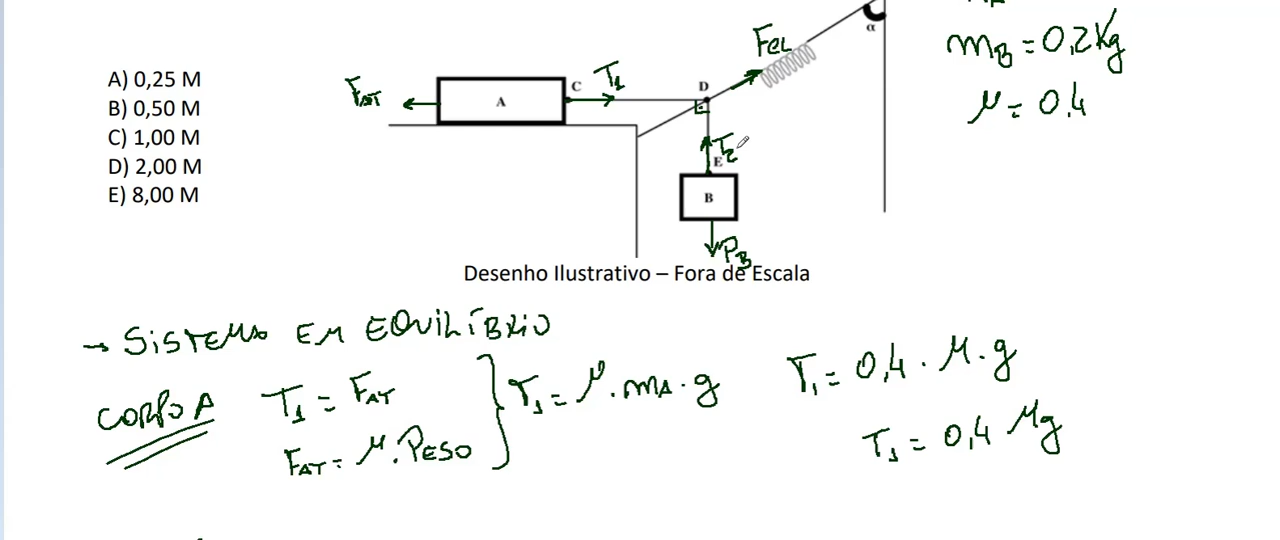 mB = 0,2 Kg
μ = 0,4
α
FEL
A) 0,25 M
B) 0,50 M
C) 1,00 M
D) 2,00 M
E) 8,00 M
FAT
A
C
T1
D
T2
E
B
PB
Desenho Ilustrativo – Fora de Escala
→ SISTEMA EM EQUILÍBRIO
CORPO A T1 = FAT
FAT = μ. PESO
T1 = μ. mA. g
T1 = 0,4 . M. g
T1 = 0,4 Mg